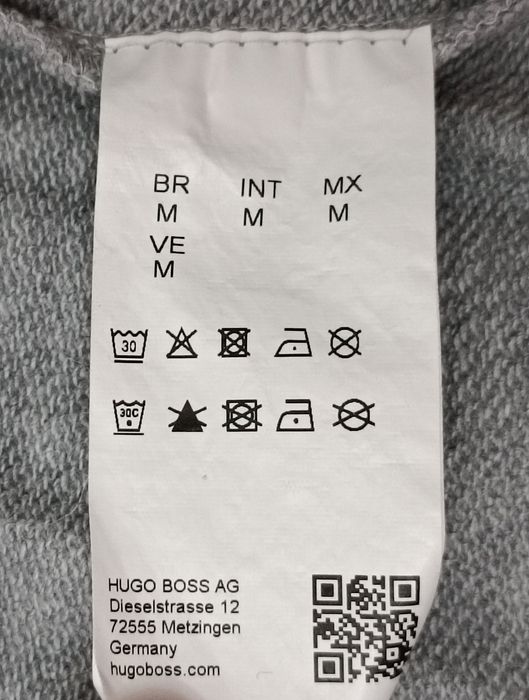 BR INT MX
M M M
VE
M
30
30C
HUGO BOSS AG
Dieselstrasse 12
72555 Metzingen
Germany
hugoboss.com